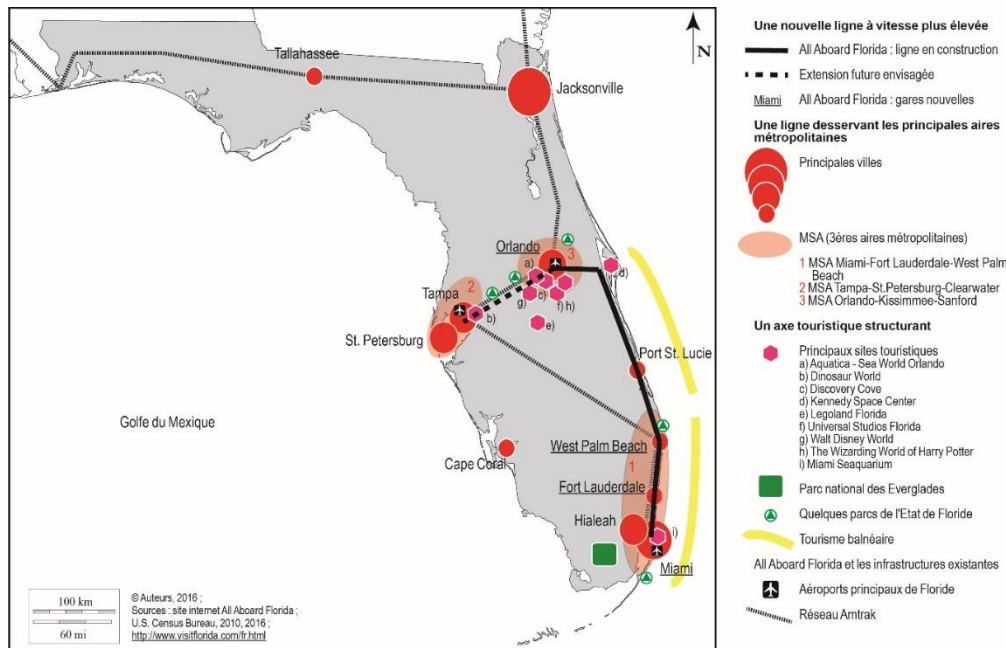 N
Tallahassee
Jacksonville
Orlando
a)
3
d)
2
Tampa
b)
c)
g)
f)
h)
e)
St. Petersburg
Port St. Lucie
Golfe du Mexique
West Palm Beach
Cape Coral
1
Fort Lauderdale
Hialeah
i)
Miami
100 km
60 mi
© Auteurs, 2016 ;
Sources : site internet All Aboard Florida ;
U.S. Census Bureau, 2010, 2016 ;
http://www.visitflorida.com/fr.html
Une nouvelle ligne à vitesse plus élevée
All Aboard Florida : ligne en construction
Extension future envisagée
Miami All Aboard Florida : gares nouvelles
Une ligne desservant les principales aires
métropolitaines
Principales villes
MSA (3ères aires métropolitaines)
1 MSA Miami-Fort Lauderdale-West Palm
Beach
2 MSA Tampa-St.Petersburg-Clearwater
3 MSA Orlando-Kissimmee-Sanford
Un axe touristique structurant
Principaux sites touristiques
a) Aquatica - Sea World Orlando
b) Dinosaur World
c) Discovery Cove
d) Kennedy Space Center
e) Legoland Florida
f) Universal Studios Florida
g) Walt Disney World
h) The Wizarding World of Harry Potter
i) Miami Seaquarium
Parc national des Everglades
Quelques parcs de l'Etat de Floride
Tourisme balnéaire
All Aboard Florida et les infrastructures existantes
Aéroports principaux de Floride
Réseau Amtrak